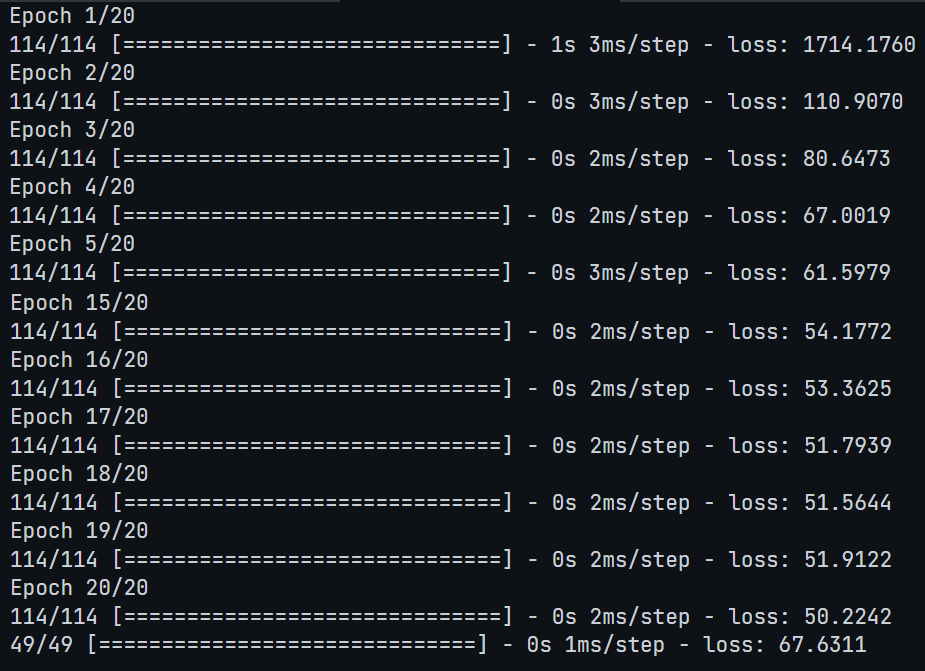 Epoch 1/20
114/114 [==============================] - 1s 3ms/step - loss: 1714.1760
Epoch 2/20
114/114 [==============================] - 0s 3ms/step - loss: 110.9070
Epoch 3/20
114/114 [==============================] - 0s 2ms/step - loss: 80.6473
Epoch 4/20
114/114 [==============================] - 0s 2ms/step - loss: 67.0019
Epoch 5/20
114/114 [==============================] - 0s 3ms/step - loss: 61.5979
Epoch 15/20
114/114 [==============================] - 0s 2ms/step - loss: 54.1772
Epoch 16/20
114/114 [==============================] - 0s 2ms/step - loss: 53.3625
Epoch 17/20
114/114 [==============================] - 0s 2ms/step - loss: 51.7939
Epoch 18/20
114/114 [==============================] - 0s 2ms/step - loss: 51.5644
Epoch 19/20
114/114 [==============================] - 0s 2ms/step - loss: 51.9122
Epoch 20/20
114/114 [==============================] - 0s 2ms/step - loss: 50.2242
49/49 [==============================] - 0s 1ms/step - loss: 67.6311